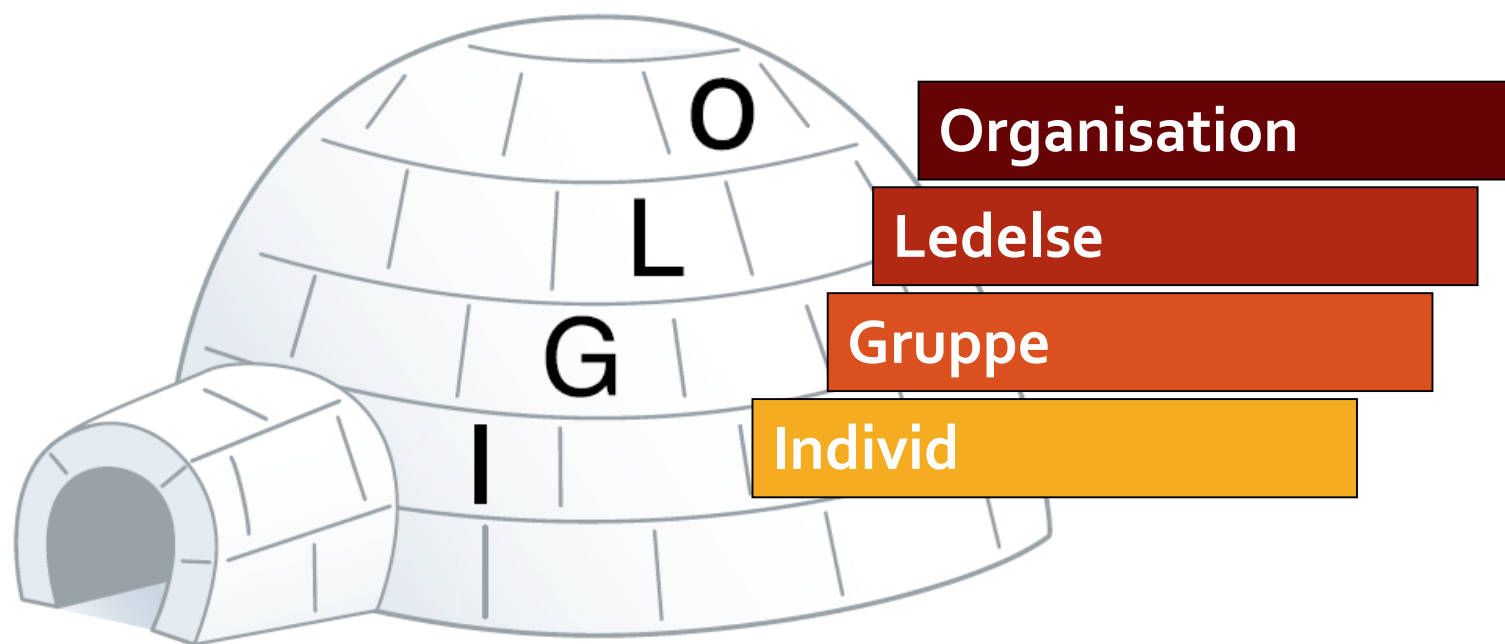 O
Organisation
L
Ledelse
G
Gruppe
I
Individ